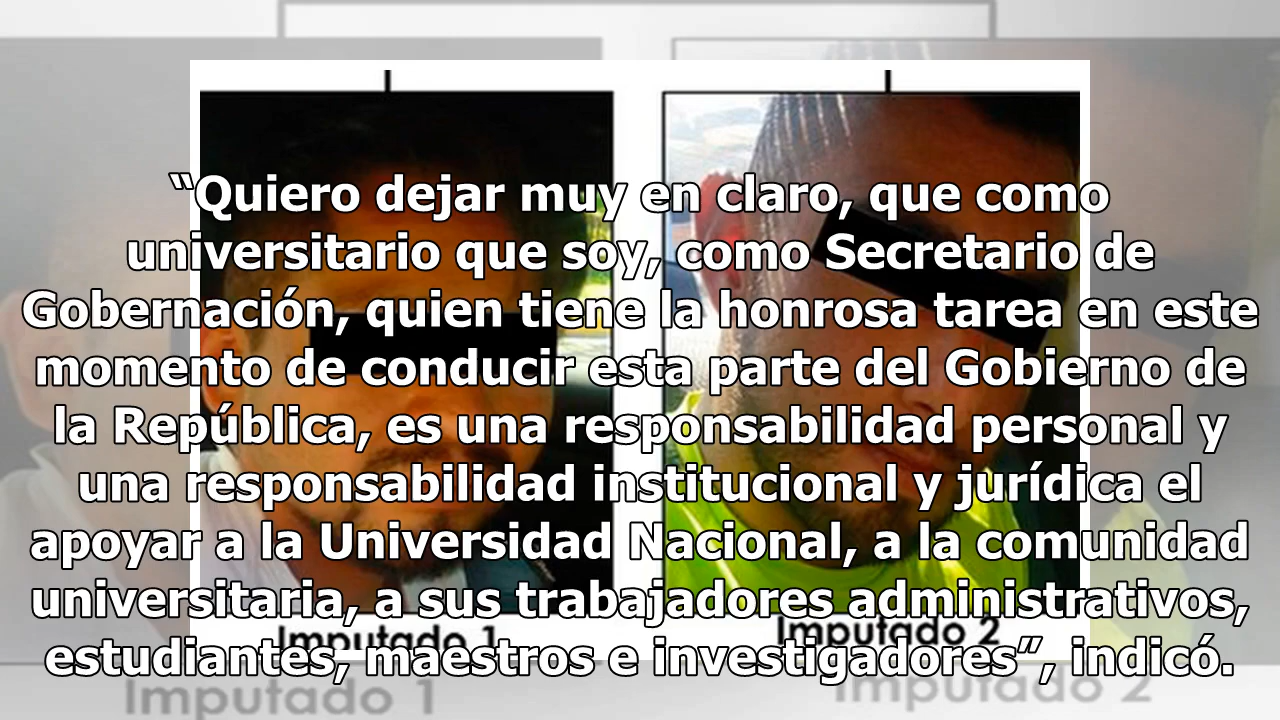 “Quiero dejar muy en claro, que como
universitario que soy, como Secretario de
Gobernación, quien tiene la honrosa tarea en este
momento de conducir esta parte del Gobierno de
la República, es una responsabilidad personal y
una responsabilidad institucional y jurídica el
apoyar a la Universidad Nacional, a la comunidad
universitaria, a sus trabajadores administrativos,
estudiantes, maestros e investigadores”, indicó.
Imputado 1
Imputado 2
Imputado 1
Imputado 2